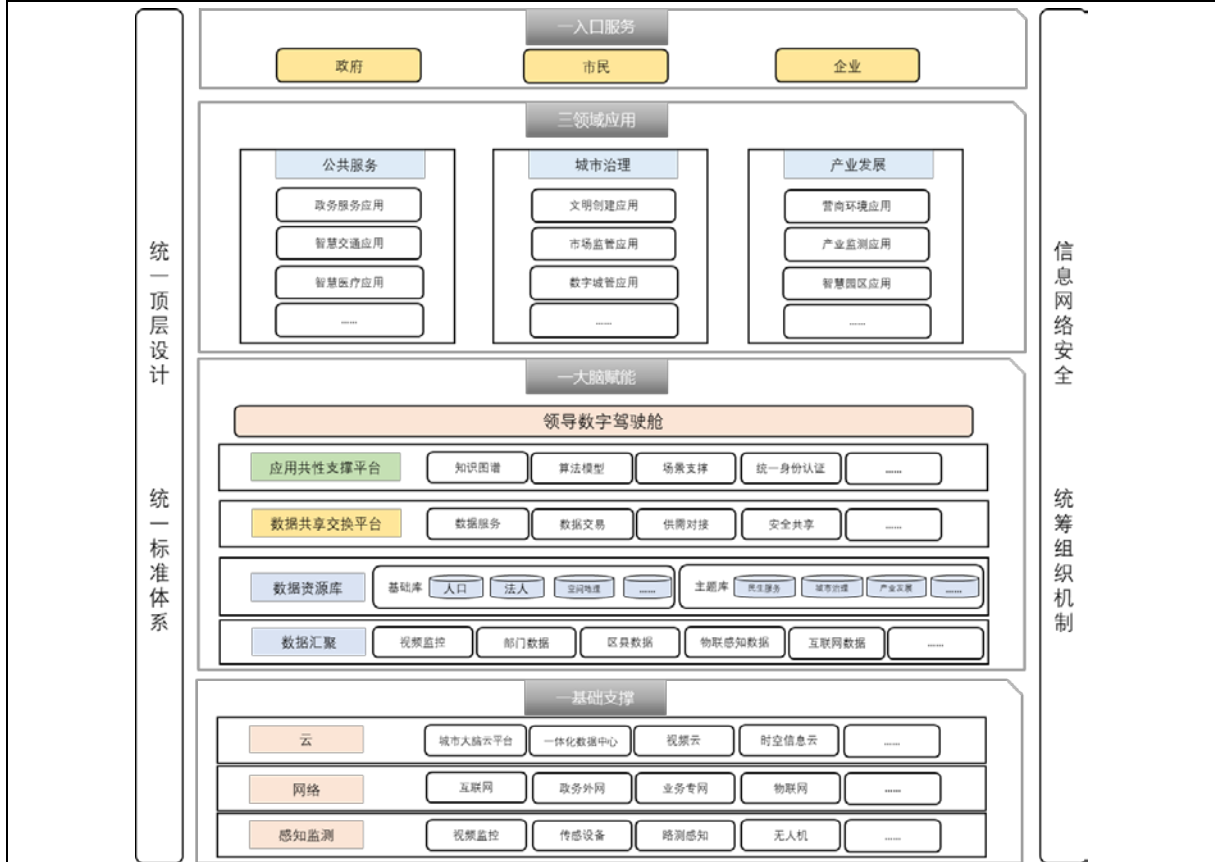 一入口服务
政府 市民 企业
三领域应用
公共服务 城市治理 产业发展
政务服务应用 文明创建应用 营商环境应用
智慧交通应用 市场监管应用 产业监测应用
智慧医疗应用 数字城管应用 智慧园区应用
…… …… ……
一大脑赋能
领导数字驾驶舱
应用共性支撑平台 知识图谱 算法模型 场景支撑 统一身份认证 ……
数据共享交换平台 数据服务 数据交易 供需对接 安全共享 ……
数据资源库 基础库 人口 法人 空间地理 …… 主题库 民生服务 城市治理 产业发展 ……
数据汇聚 视频监控 部门数据 区县数据 物联感知数据 互联网数据 ……
一基础支撑
云 城市大脑云平台 一体化数据中心 视频云 时空信息云 ……
网络 互联网 政务外网 业务专网 物联网 ……
感知监测 视频监控 传感设备 路测感知 无人机 ……
统一顶层设计
统一标准体系
信息网络安全
统筹组织机制